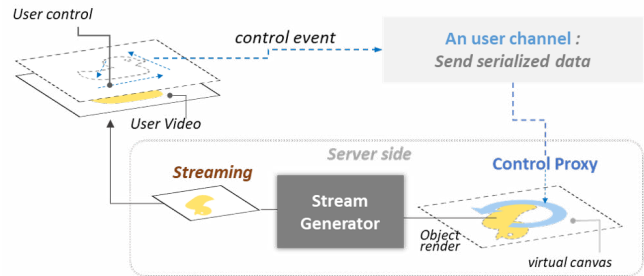 User control
control event
An user channel :
Send serialized data
User Video
Server side
Streaming
Control Proxy
Stream
Generator
Object
render
virtual canvas